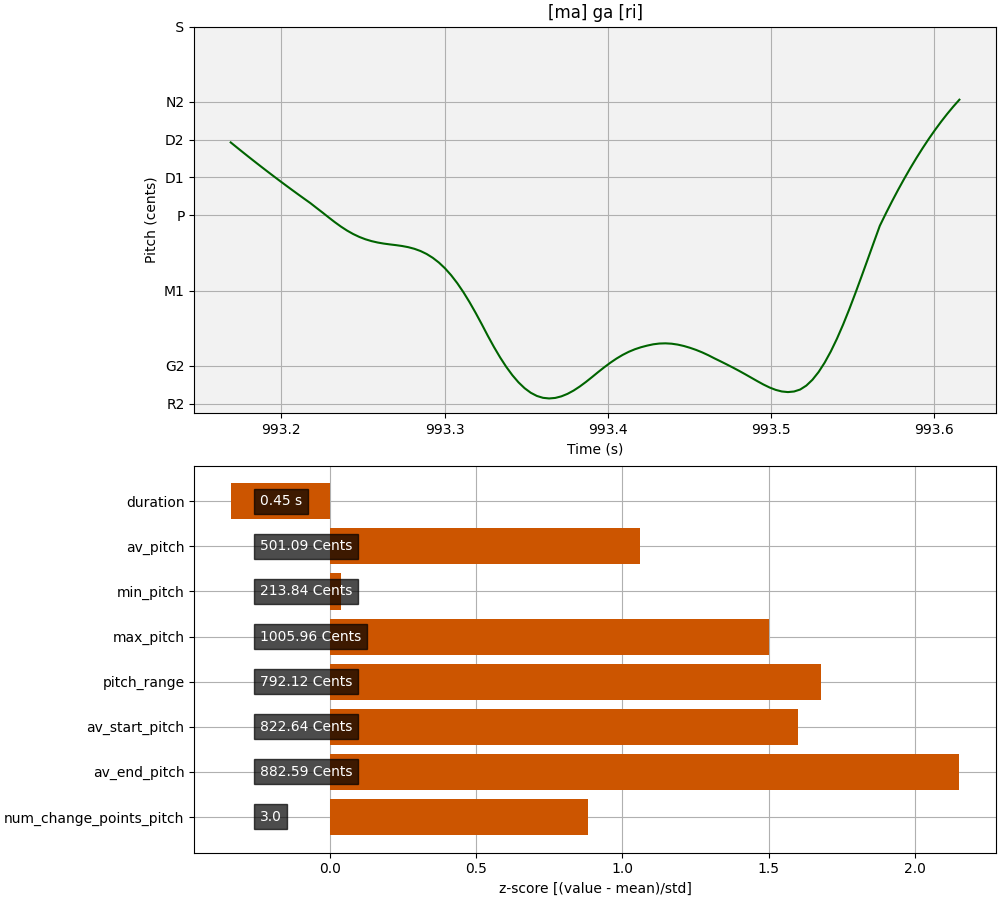 [ma] ga [ri]
S
N2
D2
D1
P
M1
G2
R2
Pitch (cents)
993.2 993.3 993.4 993.5 993.6
Time (s)
duration 0.45 s
av_pitch 501.09 Cents
min_pitch 213.84 Cents
max_pitch 1005.96 Cents
pitch_range 792.12 Cents
av_start_pitch 822.64 Cents
av_end_pitch 882.59 Cents
num_change_points_pitch 3.0
0.0 0.5 1.0 1.5 2.0
z-score [(value - mean)/std]